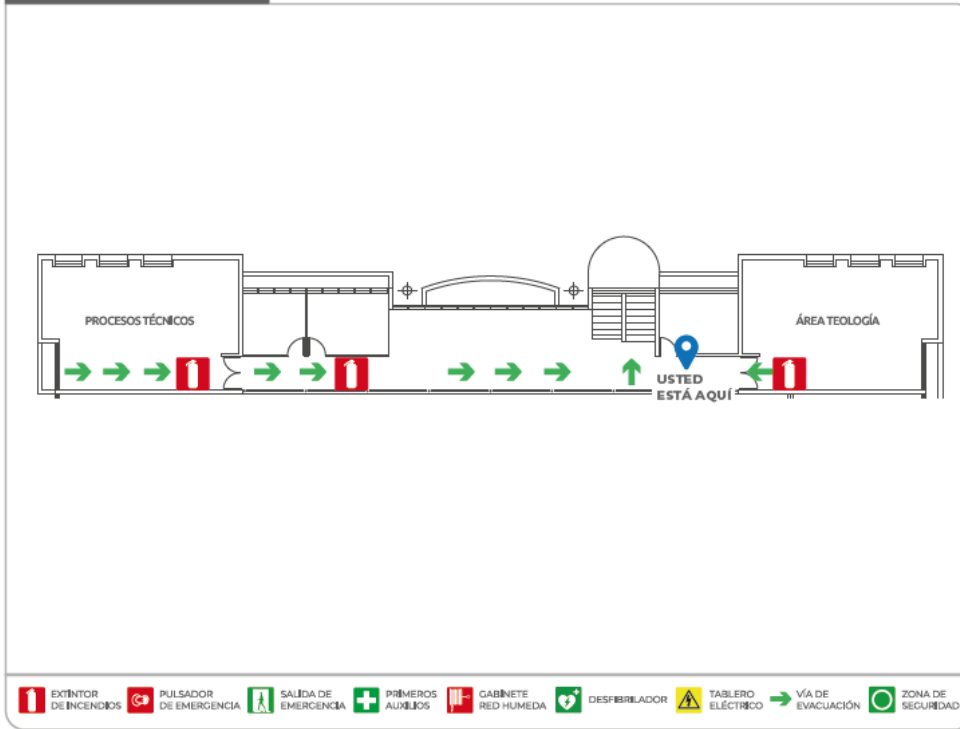 PROCESOS TÉCNICOS
ÁREA TEOLOGÍA
USTED
ESTÁ AQUÍ
EXTINTOR
DE INCENDIOS
PULSADOR
DE EMERGENCIA
SALIDA DE
EMERGENCIA
PRIMEROS
AUXILIOS
GABINETE
RED HUMEDA
DESFIBRILADOR
TABLERO
ELÉCTRICO
VÍA DE
EVACUACIÓN
ZONA DE
SEGURIDAD